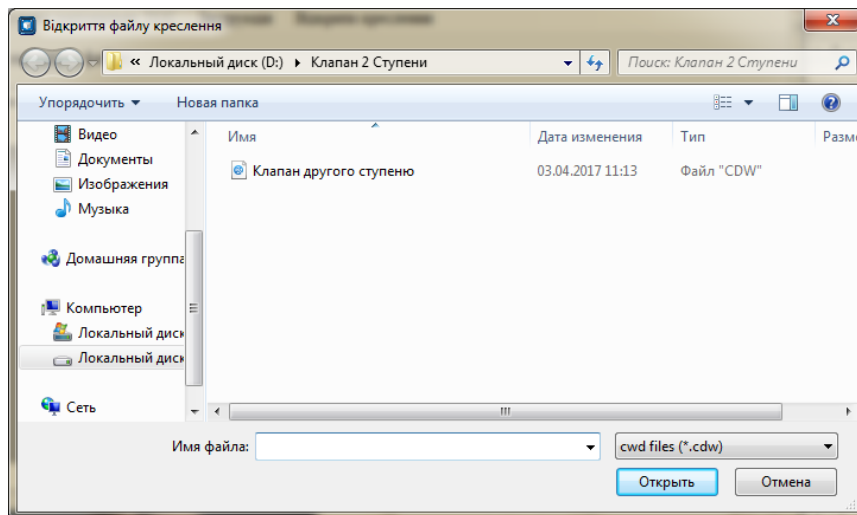 Відкриття файлу креслення
« Локальный диск (D:) ▸ Клапан 2 Ступени
Поиск: Клапан 2 Ступени
Упорядочить
Новая папка
Видео
Документы
Изображения
Музыка
Домашняя группа
Компьютер
Локальный диск
Локальный диск
Сеть
Имя
Дата изменения
Тип
Разм
Клапан другого ступеню
03.04.2017 11:13
Файл "CDW"
Имя файла:
cwd files (*.cdw)
Открыть
Отмена